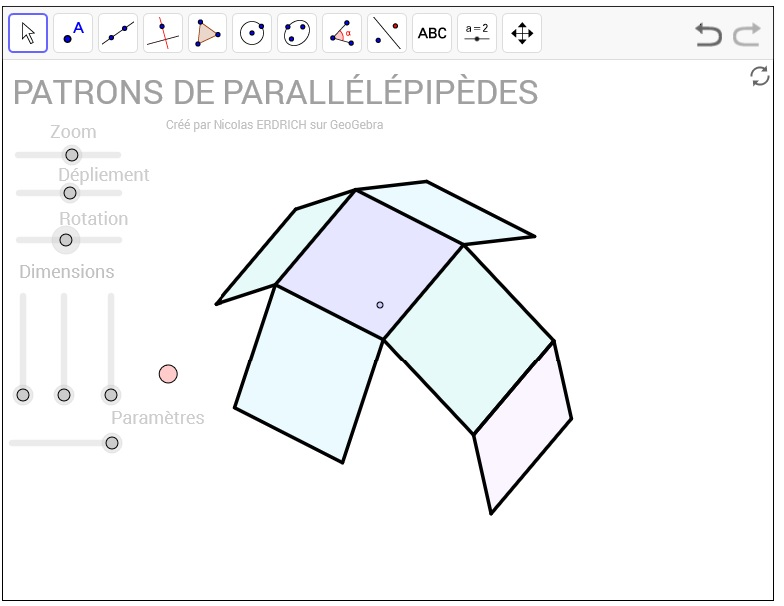 A
α
ABC
a=2
PATRONS DE PARALLÉLÉPIPÈDES
Créé par Nicolas ERDRICH sur GeoGebra
Zoom
Dépliement
Rotation
Dimensions
Paramètres